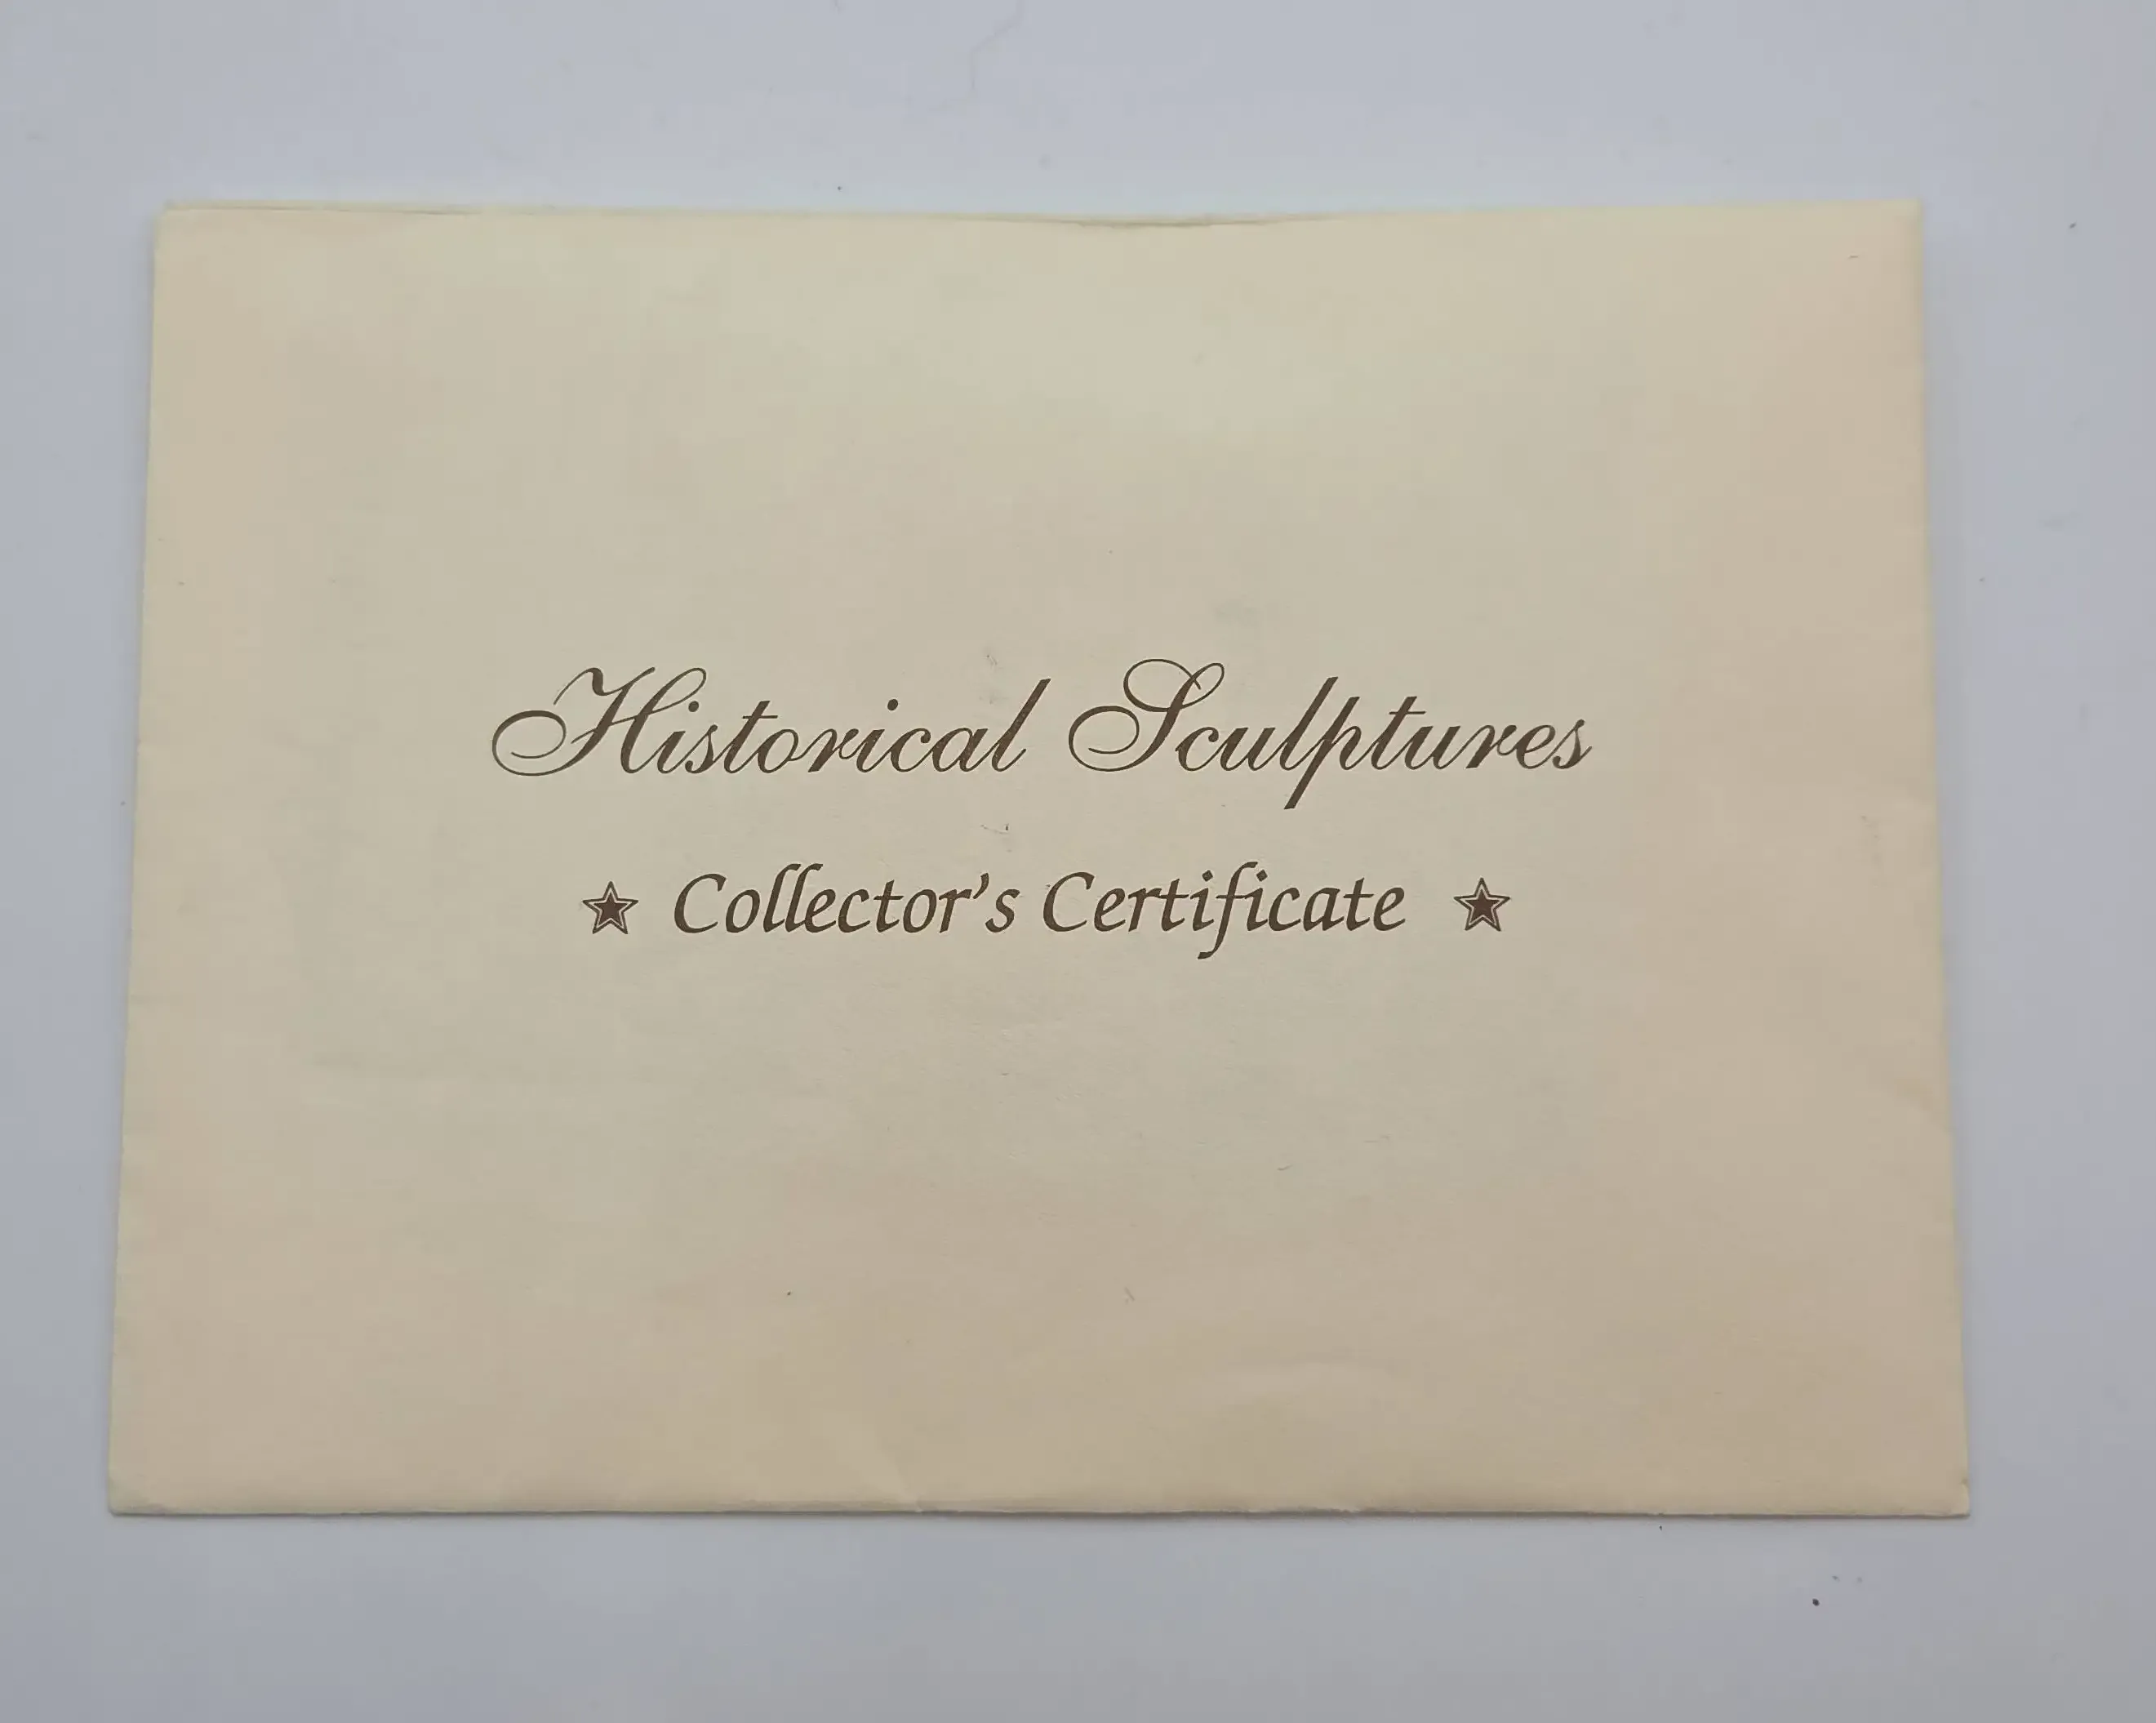 Historical Sculptures
Collector's Certificate